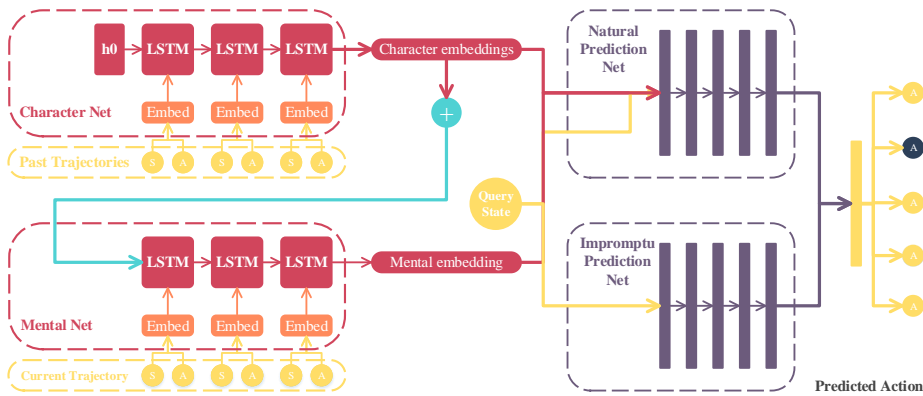 h0
LSTM
LSTM
LSTM
Character embeddings
Natural
Prediction
Net
Character Net
Embed
Embed
Embed
+
A
Past Trajectories
S
A
S
A
S
A
A
Query
State
A
LSTM
LSTM
LSTM
Mental embedding
Impromptu
Prediction
Net
A
Mental Net
Embed
Embed
Embed
A
Current Trajectory
S
A
S
A
S
A
Predicted Action